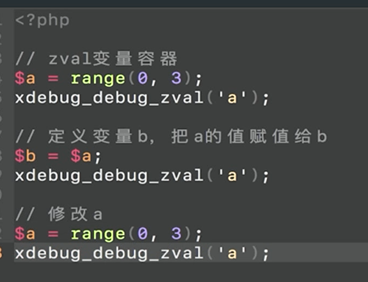 <?php
// zval变量容器
$a = range(0, 3);
xdebug_debug_zval('a');
// 定义变量b, 把a的值赋值给b
$b = $a;
xdebug_debug_zval('a');
// 修改a
$a = range(0, 3);
xdebug_debug_zval('a');